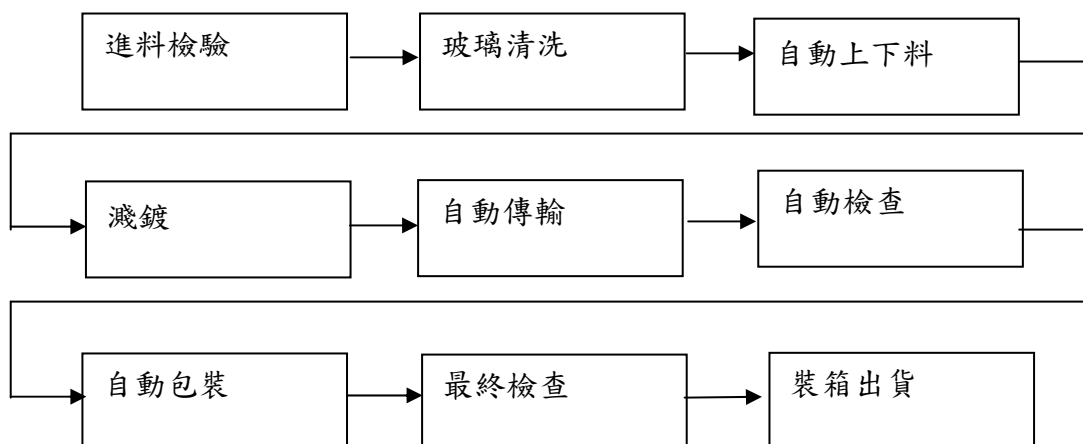 進料檢驗
玻璃清洗
自動上下料
濺鍍
自動傳輸
自動檢查
自動包裝
最終檢查
裝箱出貨